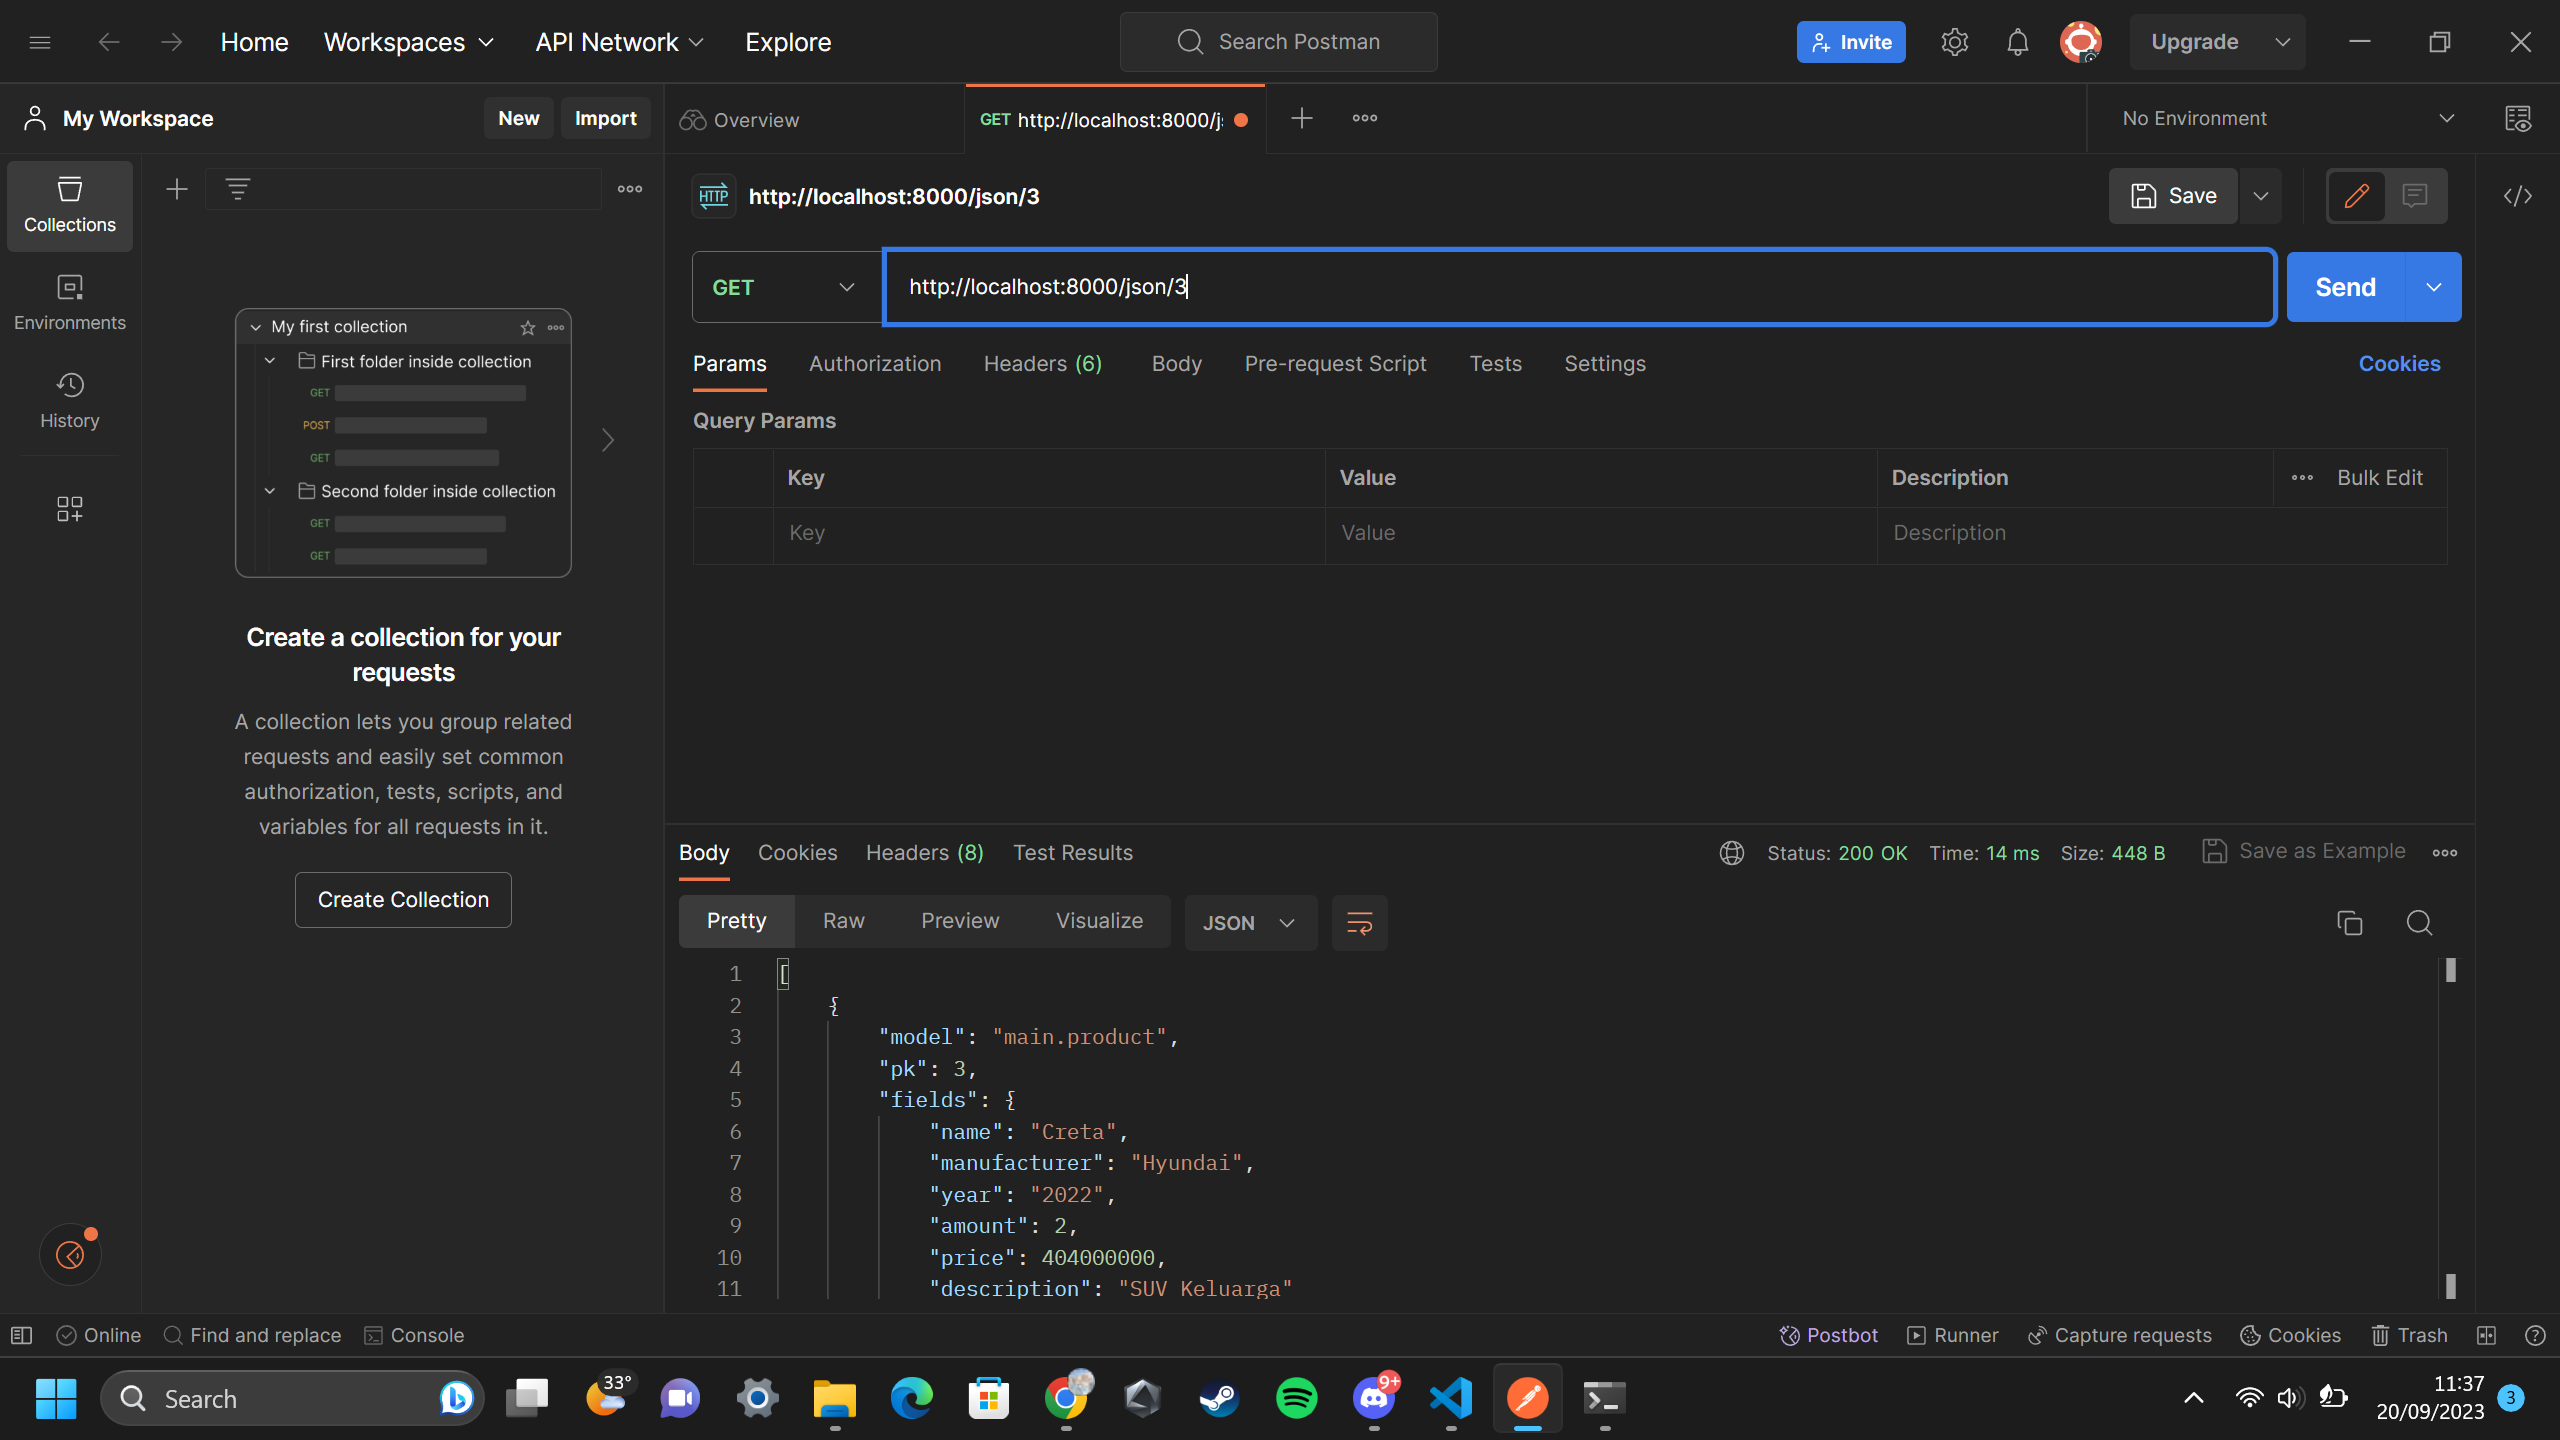 Home Workspaces API Network Explore Search Postman Invite Upgrade
My Workspace New Import Overview GET http://localhost:8000/j No Environment
Collections
Environments
History
My first collection
First folder inside collection
GET
POST
GET
Second folder inside collection
GET
GET
Create a collection for your
requests
A collection lets you group related
requests and easily set common
authorization, tests, scripts, and
variables for all requests in it.
Create Collection
HTTP http://localhost:8000/json/3 Save
GET http://localhost:8000/json/3 Send
Params Authorization Headers (6) Body Pre-request Script Tests Settings Cookies
Query Params
Key Value Description Bulk Edit
Key Value Description
Body Cookies Headers (8) Test Results Status: 200 OK Time: 14 ms Size: 448 B Save as Example
Pretty Raw Preview Visualize JSON
1 [
2 {
3 "model": "main.product",
4 "pk": 3,
5 "fields": {
6 "name": "Creta",
7 "manufacturer": "Hyundai",
8 "year": "2022",
9 "amount": 2,
10 "price": 404000000,
11 "description": "SUV Keluarga"
Online Find and replace Console Postbot Runner Capture requests Cookies Trash
Search 33° 9+ 11:37
20/09/2023 3